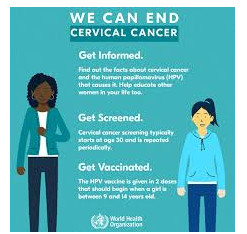 WE CAN END
CERVICAL CANCER
Get Informed.
Find out the facts about cervical cancer
and the human papillomavirus (HPV)
that causes it. Help educate other
women in your life too.
Get Screened.
Cervical cancer screening typically
starts at age 30 and is repeated
periodically.
Get Vaccinated.
The HPV vaccine is given in 2 doses
that should begin when a girl is
between 9 and 14 years old.
World Health
Organization